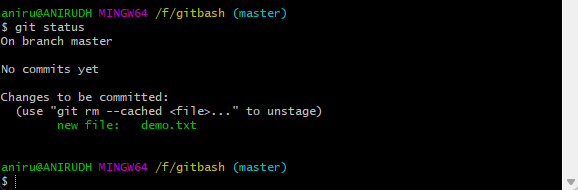 aniru@ANIRUDH MINGW64 /f/gitbash (master)
$ git status
On branch master
No commits yet
Changes to be committed:
(use "git rm --cached <file>..." to unstage)
new file: demo.txt
aniru@ANIRUDH MINGW64 /f/gitbash (master)
$